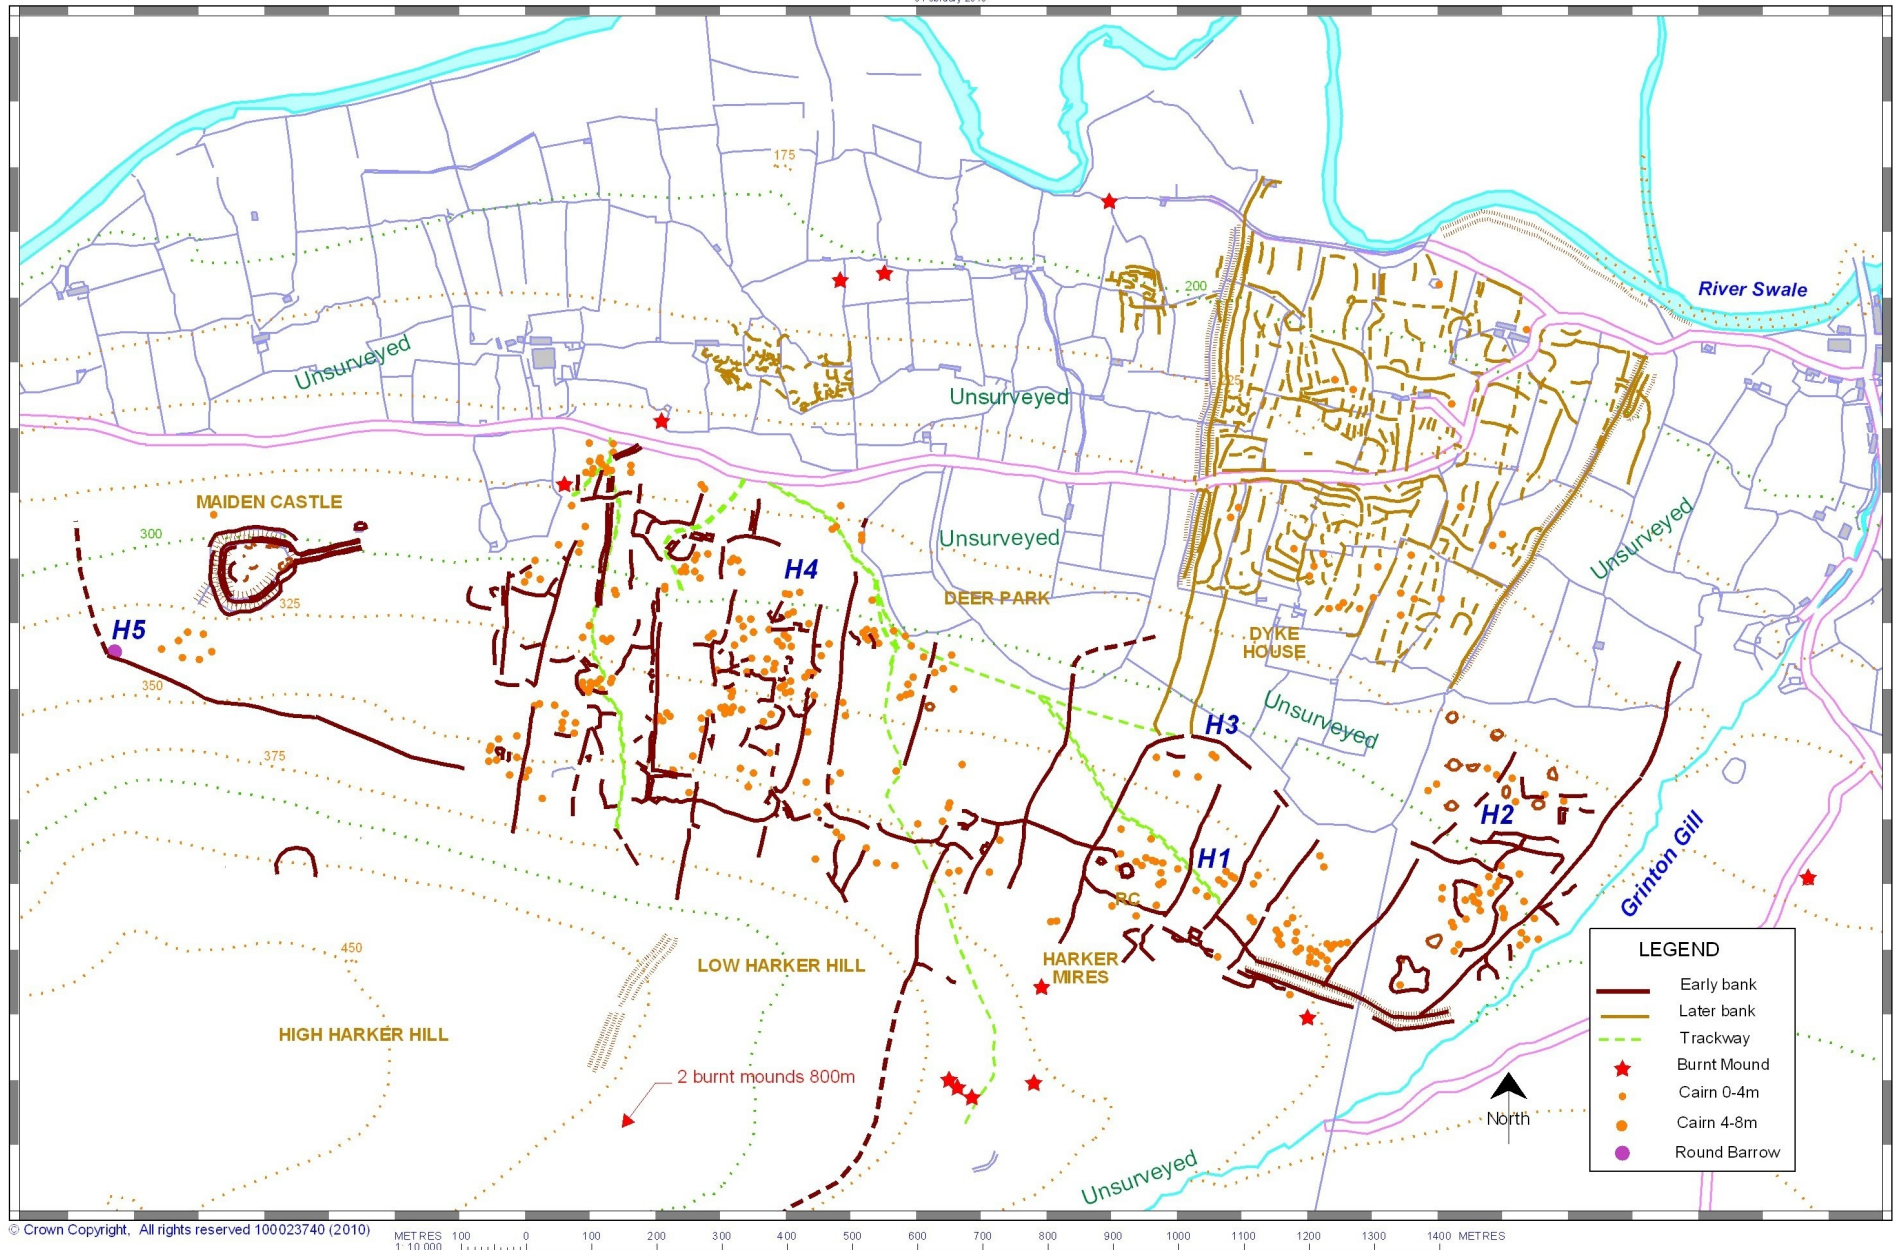 175
200
River Swale
Unsurveyed
225
Unsurveyed
MAIDEN CASTLE
300
Unsurveyed
Unsurveyed
H4
325
DEER PARK
H5
DYKE
HOUSE
350
Unsurveyed
H3
375
H2
H1
Grinton Gill
RC
450
LOW HARKER HILL
HARKER
MIRES
HIGH HARKER HILL
2 burnt mounds 800m
Unsurveyed
North
LEGEND
Early bank
Later bank
Trackway
Burnt Mound
Cairn 0-4m
Cairn 4-8m
Round Barrow
© Crown Copyright, All rights reserved 100023740 (2010)
METRES 100 0 100 200 300 400 500 600 700 800 900 1000 1100 1200 1300 1400 METRES
1: 10 000